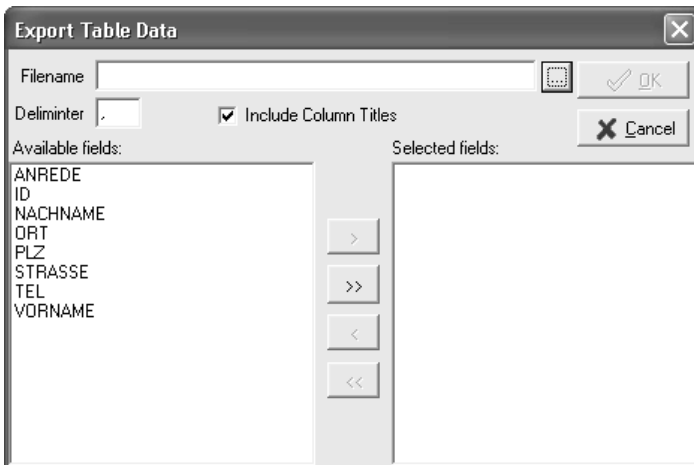 Export Table Data
Filename
...
OK
Deliminter ,
Include Column Titles
Cancel
Available fields:
Selected fields:
ANREDE
ID
NACHNAME
ORT
PLZ
STRASSE
TEL
VORNAME
>
>>
<
<<